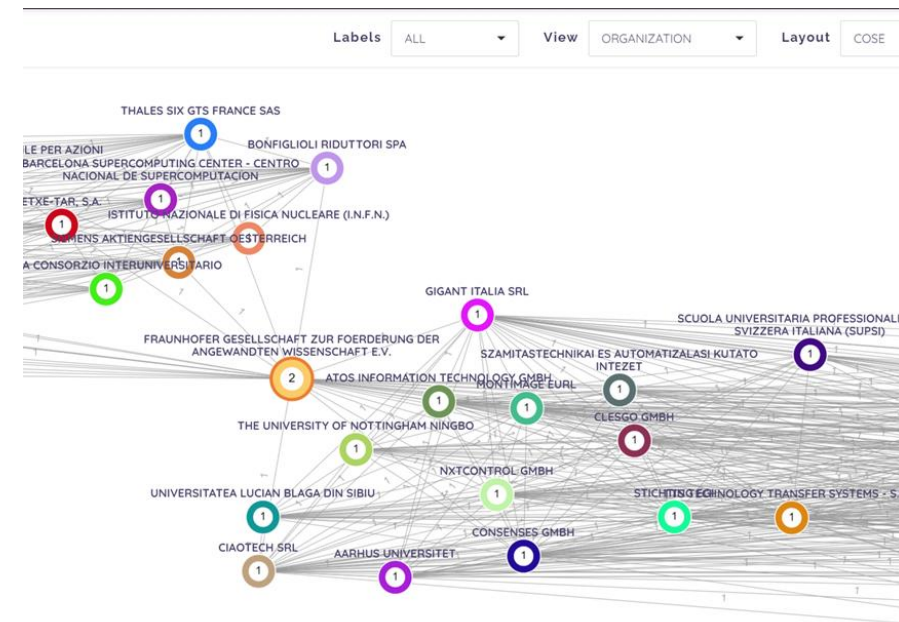 Labels ALL View ORGANIZATION Layout COSE
THALES SIX GTS FRANCE SAS
1
BONFIGLIOLI RIDUTTORI SPA
1
LE PER AZIONI
BARCELONA SUPERCOMPUTING CENTER - CENTRO
NACIONAL DE SUPERCOMPUTACION
1
ETXE-TAR, S.A.
1
ISTITUTO NAZIONALE DI FISICA NUCLEARE (I.N.F.N.)
1
SIEMENS AKTIENGESELLSCHAFT OESTERREICH
1
A CONSORZIO INTERUNIVERSITARIO
1
GIGANT ITALIA SRL
1
SCUOLA UNIVERSITARIA PROFESSIONALE
SVIZZERA ITALIANA (SUPSI)
1
FRAUNHOFER GESELLSCHAFT ZUR FOERDERUNG DER
ANGEWANDTEN WISSENSCHAFT E.V.
2
SZAMITASTECHNIKAI ES AUTOMATIZALASI KUTATO
INTEZET
1
ATOS INFORMATION TECHNOLOGY GMBH
1
MONTIMAGE EURL
1
CLESGO GMBH
1
THE UNIVERSITY OF NOTTINGHAM NINGBO
1
NXTCONTROL GMBH
1
UNIVERSITATEA LUCIAN BLAGA DIN SIBIU
1
STICHTING
1
TECHNOLOGY TRANSFER SYSTEMS - S.
1
CONSENSES GMBH
1
CIAOTECH SRL
1
AARHUS UNIVERSITET
1